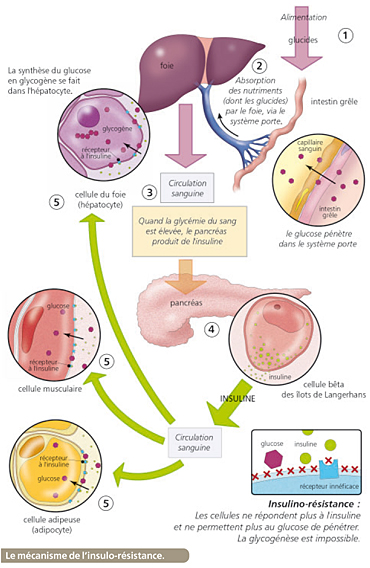 Alimentation
glucides
1
La synthèse du glucose
en glycogène se fait
dans l'hépatocyte.
foie
2
Absorption
des nutriments
(dont les glucides)
par le foie, via le
système porte,
intestin grêle
glycogène
récepteur
à l'insuline
capillaire
sanguin
intestin
grêle
5
cellule du foie
(hépatocyte)
3
Circulation
sanguine
le glucose pénètre
dans le système porte
Quand la glycémie du sang
est élevée, le pancréas
produit de l'insuline
pancréas
4
insuline
glucose
récepteur
à l'insuline
5
cellule musculaire
cellule bêta
des îlots de Langerhans
INSULINE
Circulation
sanguine
récepteur
à l'insuline
glucose
5
cellule adipeuse
(adipocyte)
glucose
insuline
récepteur innéficace
Insulino-résistance :
Les cellules ne répondent plus à l'insuline
et ne permettent plus au glucose de pénétrer.
La glycogénèse est impossible.
Le mécanisme de l'insulo-résistance.